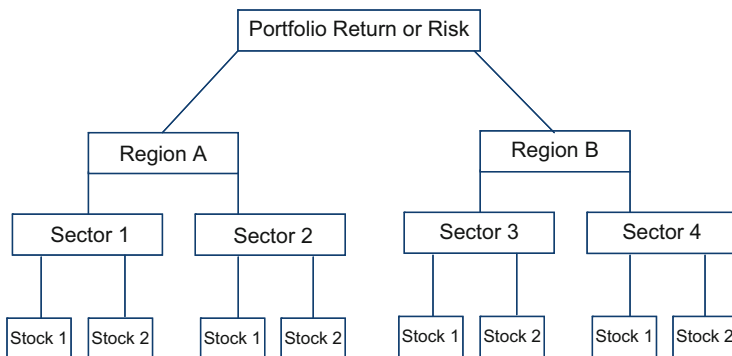 Portfolio Return or Risk
Region A
Region B
Sector 1
Sector 2
Sector 3
Sector 4
Stock 1
Stock 2
Stock 1
Stock 2
Stock 1
Stock 2
Stock 1
Stock 2